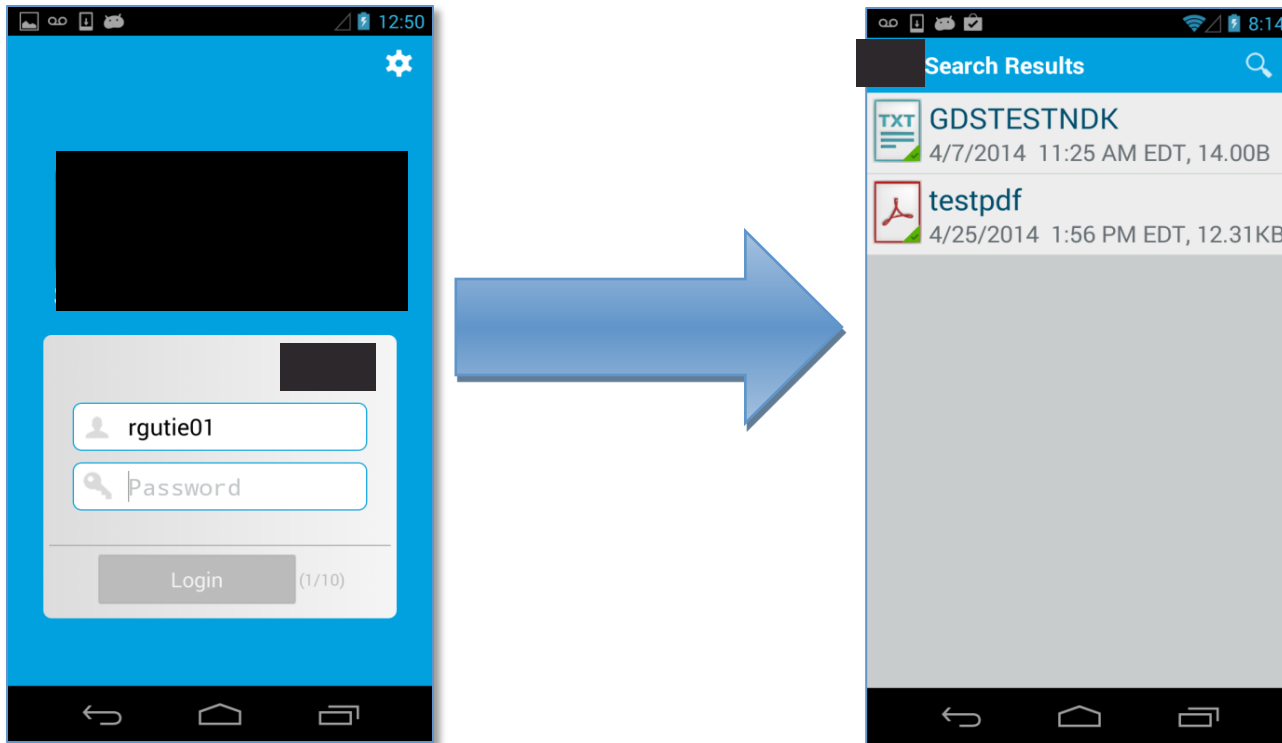 12:50
rgutie01
Password
Login
(1/10)
8:14
Search Results
TXT
GDSTESTNDK
4/7/2014 11:25 AM EDT, 14.00B
testpdf
4/25/2014 1:56 PM EDT, 12.31KB